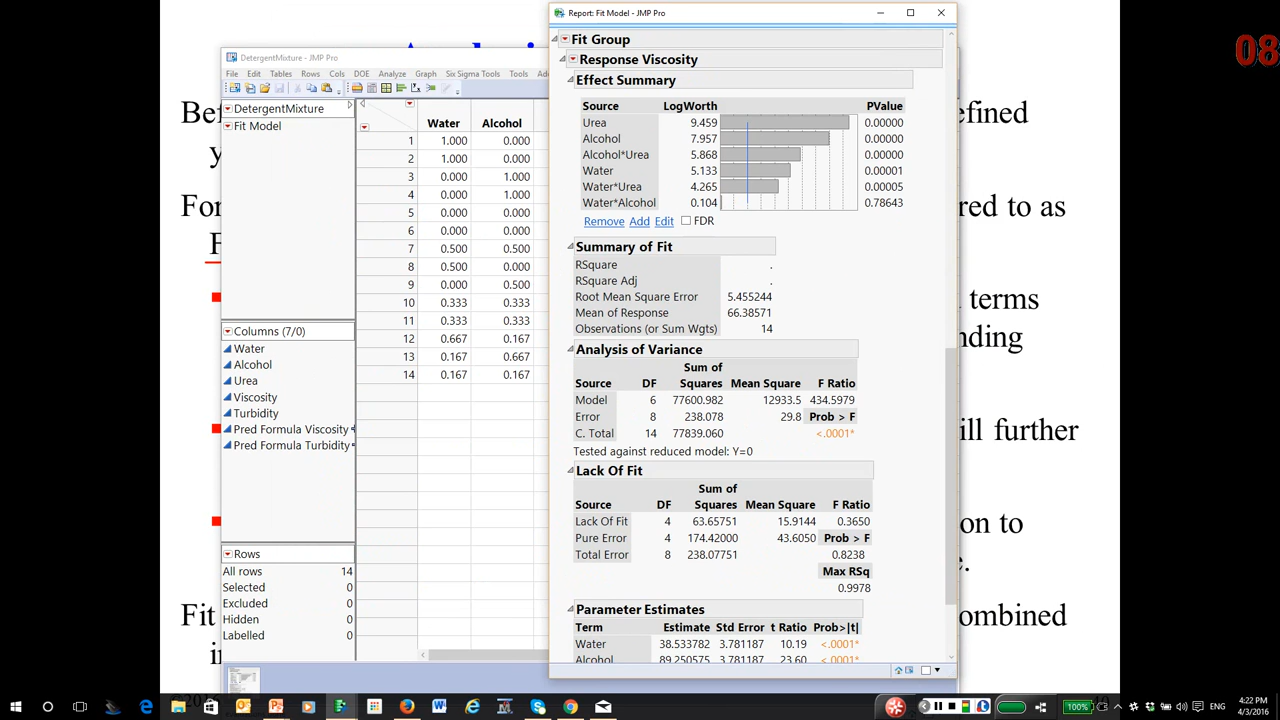 Report: Fit Model - JMP Pro
Fit Group
Response Viscosity
Effect Summary
Source LogWorth PValue
Urea 9.459 0.00000
Alcohol 7.957 0.00000
Alcohol*Urea 5.868 0.00000
Water 5.133 0.00001
Water*Urea 4.265 0.00005
Water*Alcohol 0.104 0.78643
Remove Add Edit FDR
Summary of Fit
RSquare .
RSquare Adj .
Root Mean Square Error 5.455244
Mean of Response 66.38571
Observations (or Sum Wgts) 14
Analysis of Variance
Sum of
Source DF Squares Mean Square F Ratio
Model 6 77600.982 12933.5 434.5979
Error 8 238.078 29.8 Prob > F
C. Total 14 77839.060 <.0001*
Tested against reduced model: Y=0
Lack Of Fit
Sum of
Source DF Squares Mean Square F Ratio
Lack Of Fit 4 63.65751 15.9144 0.3650
Pure Error 4 174.42000 43.6050 Prob > F
Total Error 8 238.07751 0.8238
Max RSq
0.9978
Parameter Estimates
Term Estimate Std Error t Ratio Prob>|t|
Water 38.533782 3.781187 10.19 <.0001*
Alcohol 89.250575 3.781187 23.60 <.0001*
DetergentMixture - JMP Pro
File Edit Tables Rows Cols DOE Analyze Graph Six Sigma Tools Tools
DetergentMixture
Fit Model
Water Alcohol
1 1.000 0.000
2 1.000 0.000
3 0.000 1.000
4 0.000 1.000
5 0.000 0.000
6 0.000 0.000
7 0.500 0.500
8 0.500 0.000
9 0.000 0.500
10 0.333 0.333
11 0.333 0.333
12 0.667 0.167
13 0.167 0.667
14 0.167 0.167
Columns (7/0)
Water
Alcohol
Urea
Viscosity
Turbidity
Pred Formula Viscosity
Pred Formula Turbidity
Rows
All rows 14
Selected 0
Excluded 0
Hidden 0
Labelled 0
08
terms
to as
on to
Fit
100%
ENG
4:22 PM
4/3/2016